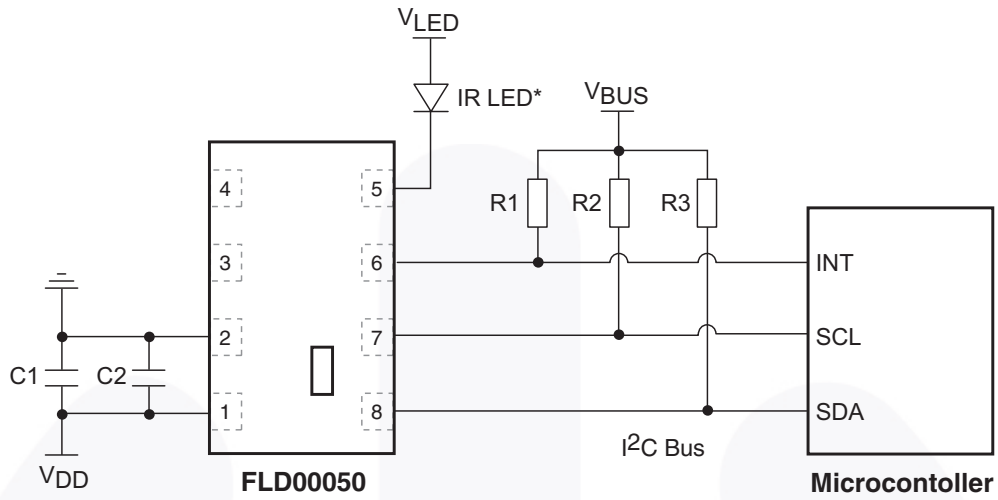 VLED
IR LED*
VBUS
4
5
R1
R2
R3
3
6
INT
2
7
SCL
C1
C2
1
8
SDA
I2C Bus
VDD
FLD00050
Microcontoller